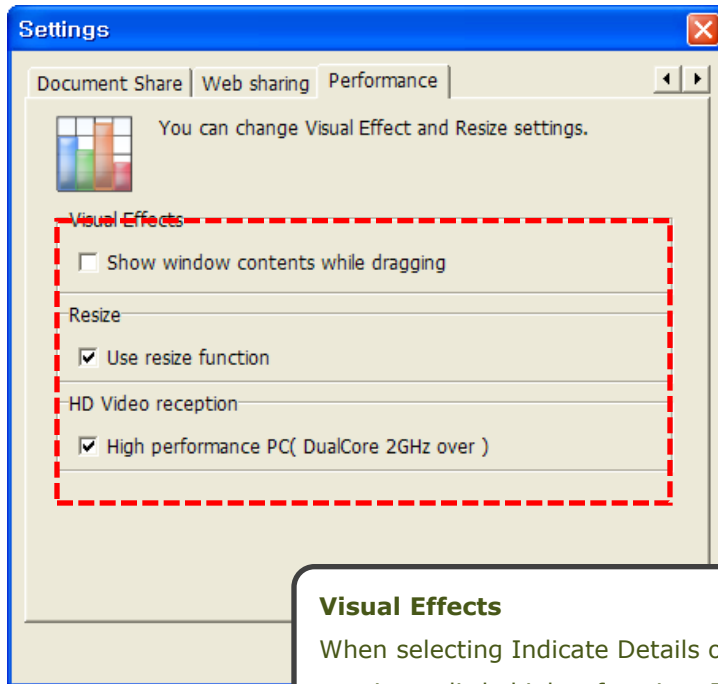 Settings
Document Share Web sharing Performance
You can change Visual Effect and Resize settings.
Visual Effects
Show window contents while dragging
Resize
Use resize function
HD Video reception
High performance PC( DualCore 2GHz over )
Visual Effects
When selecting Indicate Details